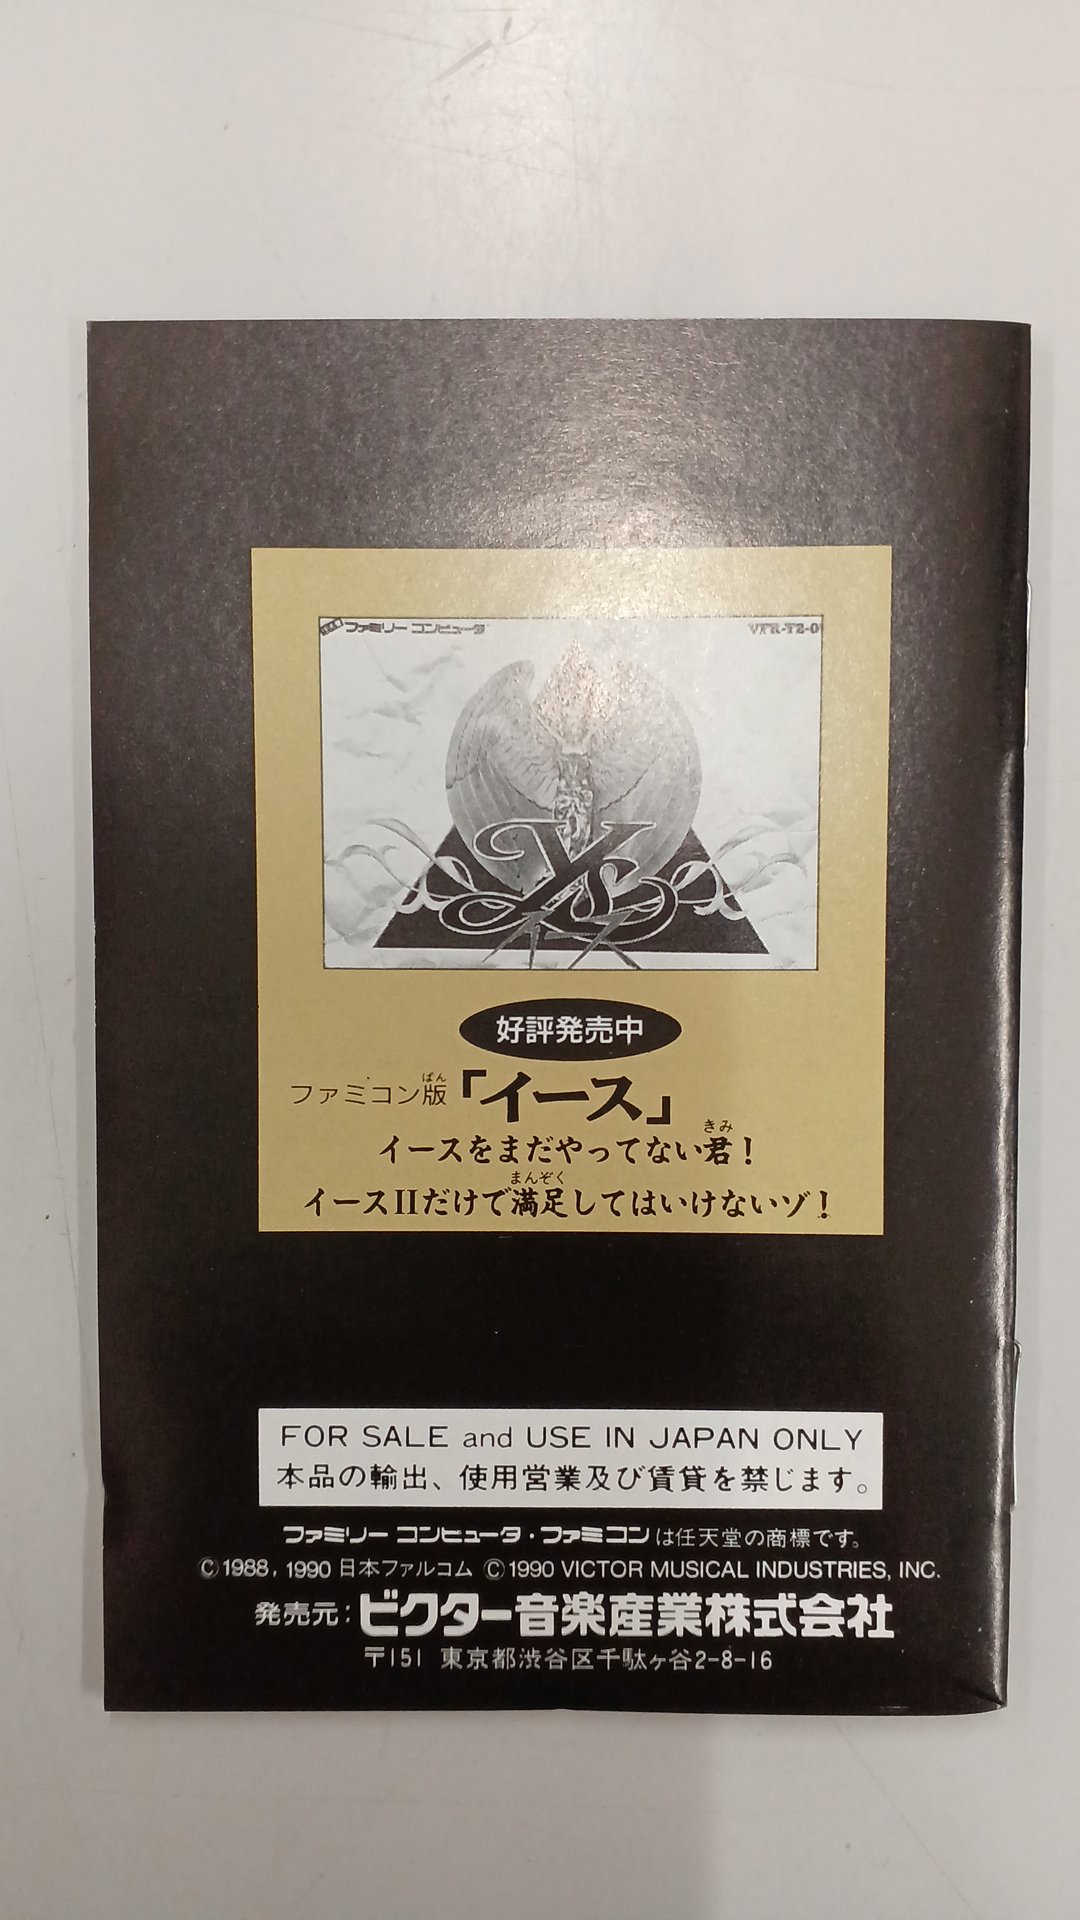 ファミリー コンピュータ
Ys
イース
好評発売中
ファミコン版「イース」
イースをまだやってない君！
イースIIだけで満足してはいけないゾ！
FOR SALE and USE IN JAPAN ONLY
本品の輸出、使用営業及び賃貸を禁じます。
ファミリー コンピュータ・ファミコンは任天堂の商標です。
©1988, 1990 日本ファルコム ©1990 VICTOR MUSICAL INDUSTRIES, INC.
発売元：ビクター音楽産業株式会社
〒151 東京都渋谷区千駄ヶ谷2-8-16